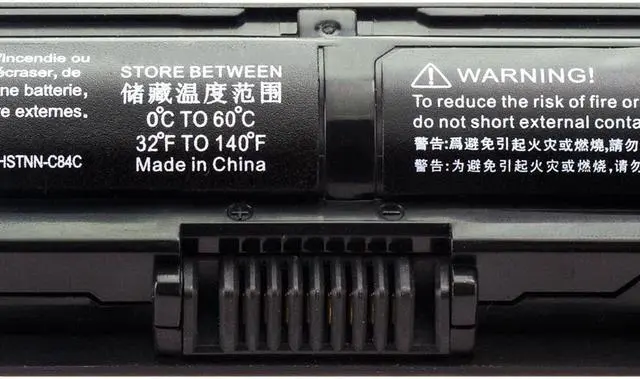 'incendie ou
écraser, de
ne batterie,
re externes.
HSTNN-C84C
STORE BETWEEN
储藏温度范围
0°C TO 60°C
32°F TO 140°F
Made in China
WARNING!
To reduce the risk of fire or
do not short external conta
警告:爲避免引起火灾或燃燒,請勿
警告:为避免引起火灾或燃烧,请勿
+ −